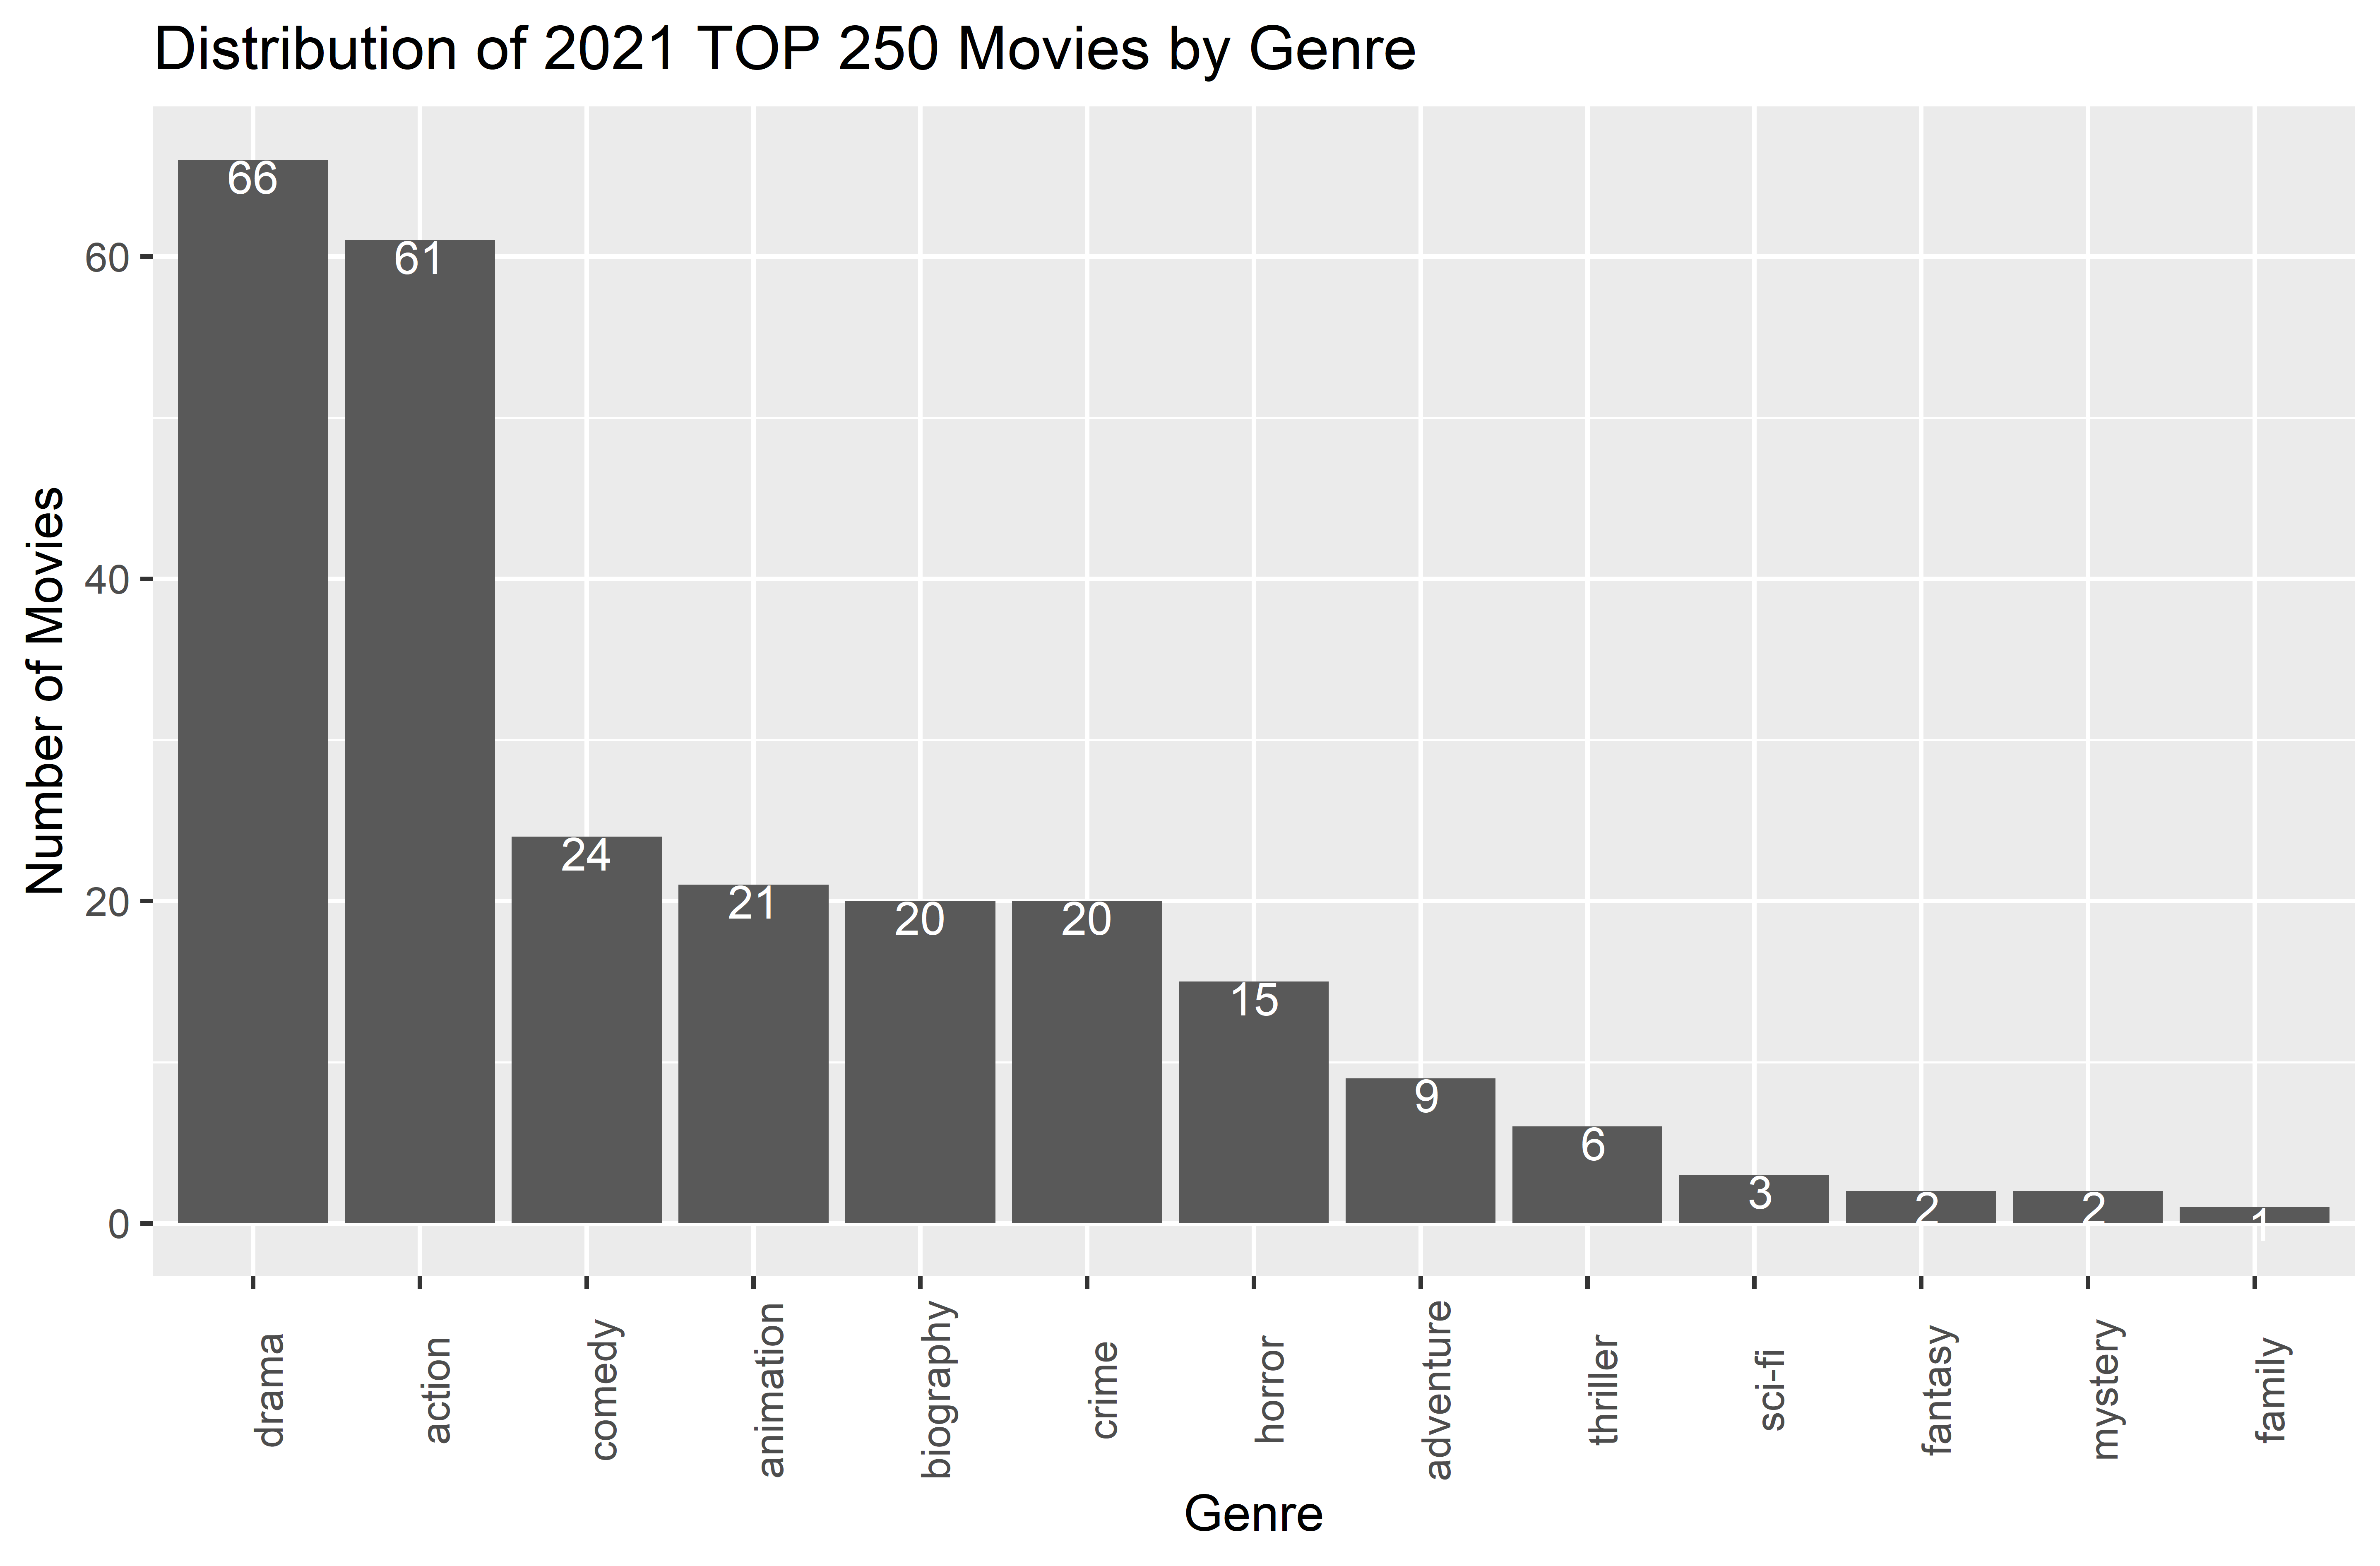 Distribution of 2021 TOP 250 Movies by Genre
Number of Movies
60
40
20
0
66
61
24
21
20
20
15
9
6
3
2
2
1
drama
action
comedy
animation
biography
crime
horror
adventure
thriller
sci-fi
fantasy
mystery
family
Genre